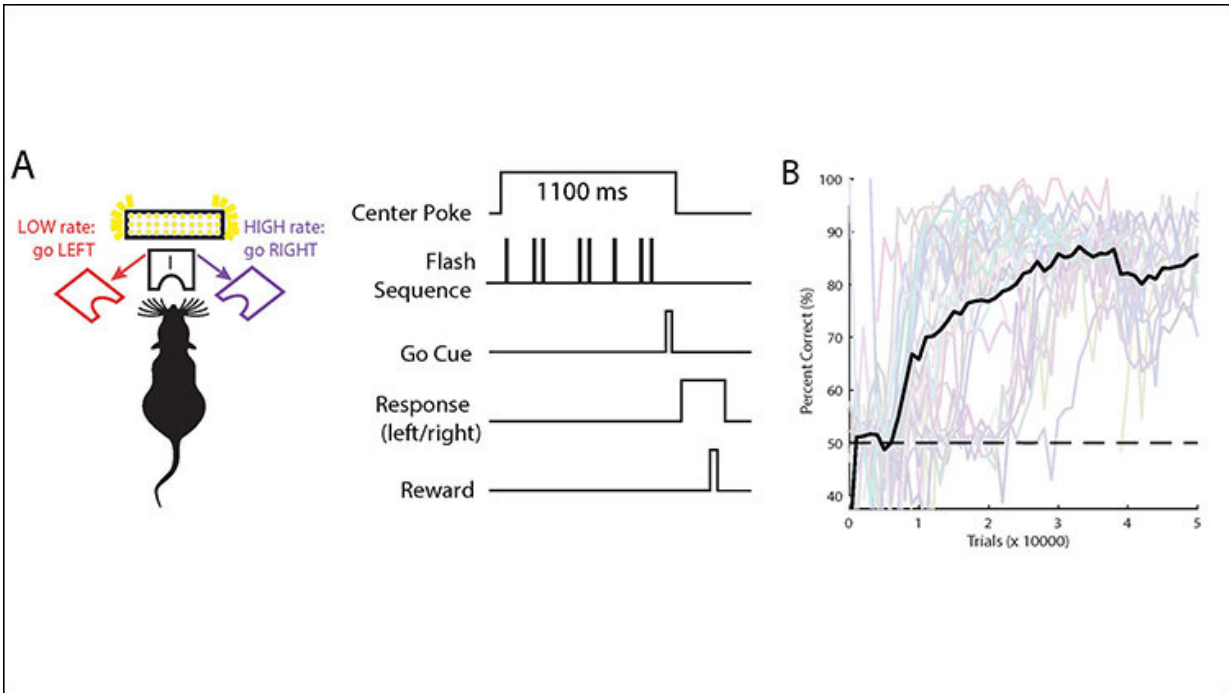 A
LOW rate:
go LEFT
HIGH rate:
go RIGHT
Center Poke
1100 ms
Flash
Sequence
Go Cue
Response
(left/right)
Reward
B
Percent Correct (%)
100
90
80
70
60
50
40
0 1 2 3 4 5
Trials (x 10000)